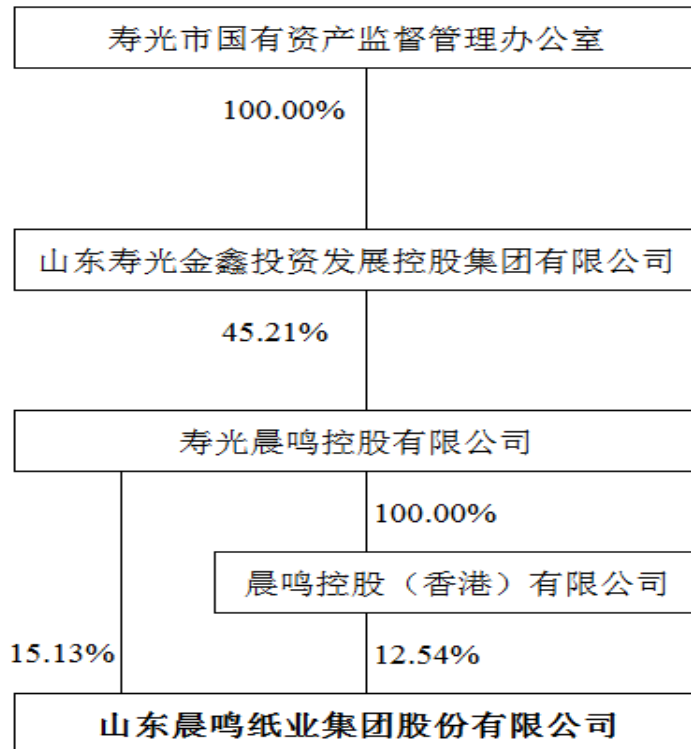 寿光市国有资产监督管理办公室
100.00%
山东寿光金鑫投资发展控股集团有限公司
45.21%
寿光晨鸣控股有限公司
100.00%
晨鸣控股（香港）有限公司
15.13%
12.54%
山东晨鸣纸业集团股份有限公司